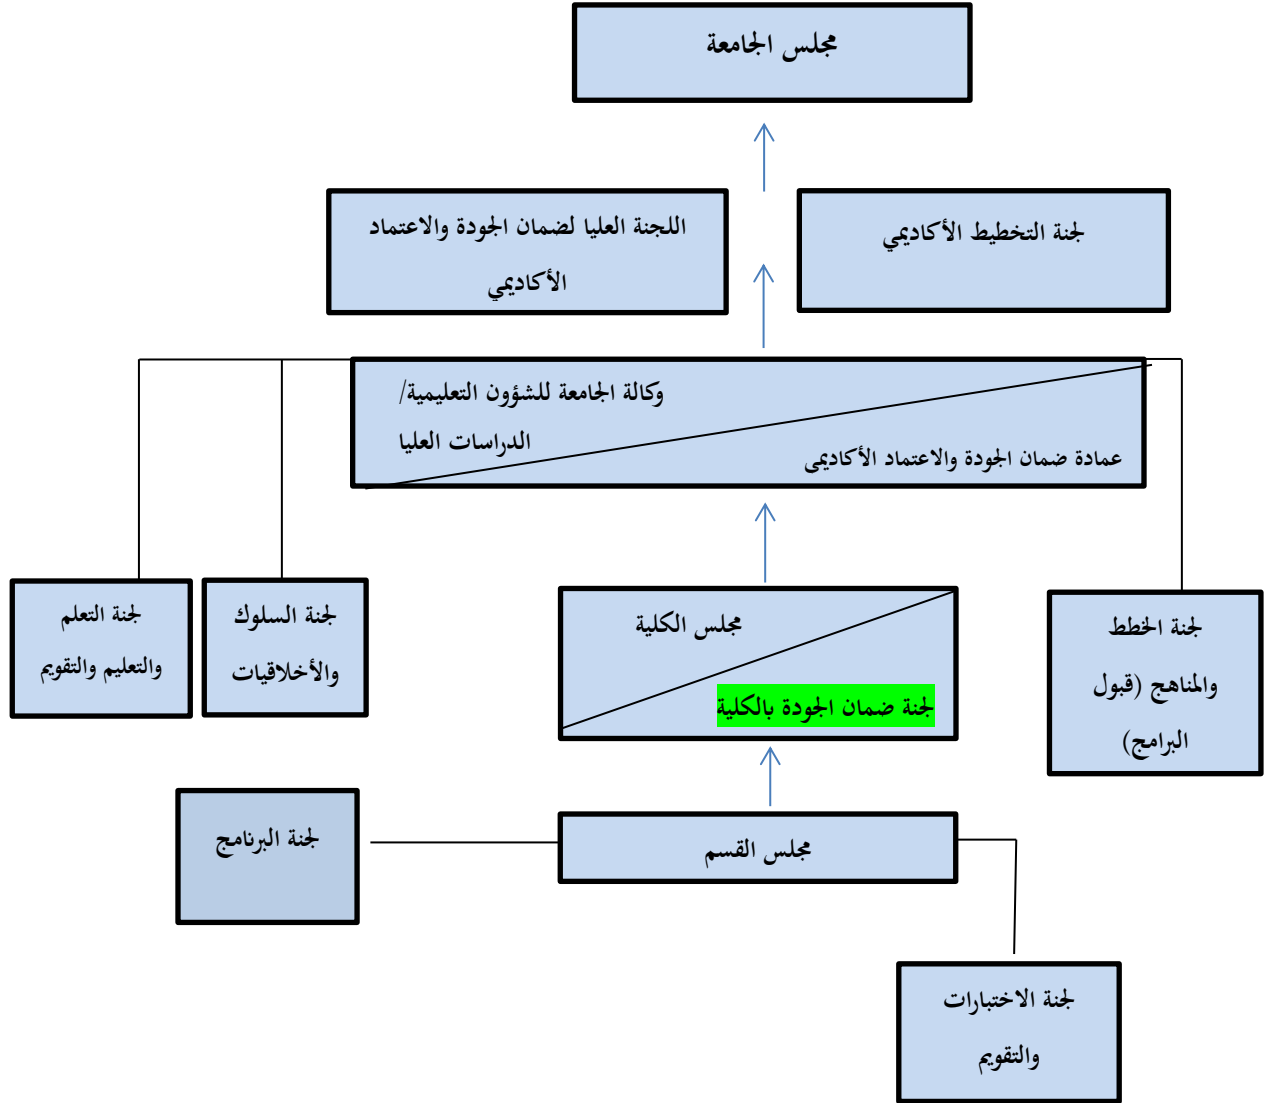 مجلس الجامعة
لجنة التخطيط الأكاديمي
اللجنة العليا لضمان الجودة والاعتماد
الأكاديمي
وكالة الجامعة للشؤون التعليمية/
الدراسات العليا
عمادة ضمان الجودة والاعتماد الأكاديمى
لجنة الخطط
والمناهج (قبول
البرامج)
مجلس الكلية
لجنة ضمان الجودة بالكلية
لجنة السلوك
والأخلاقيات
لجنة التعلم
والتعليم والتقويم
مجلس القسم
لجنة البرنامج
لجنة الاختبارات
والتقويم